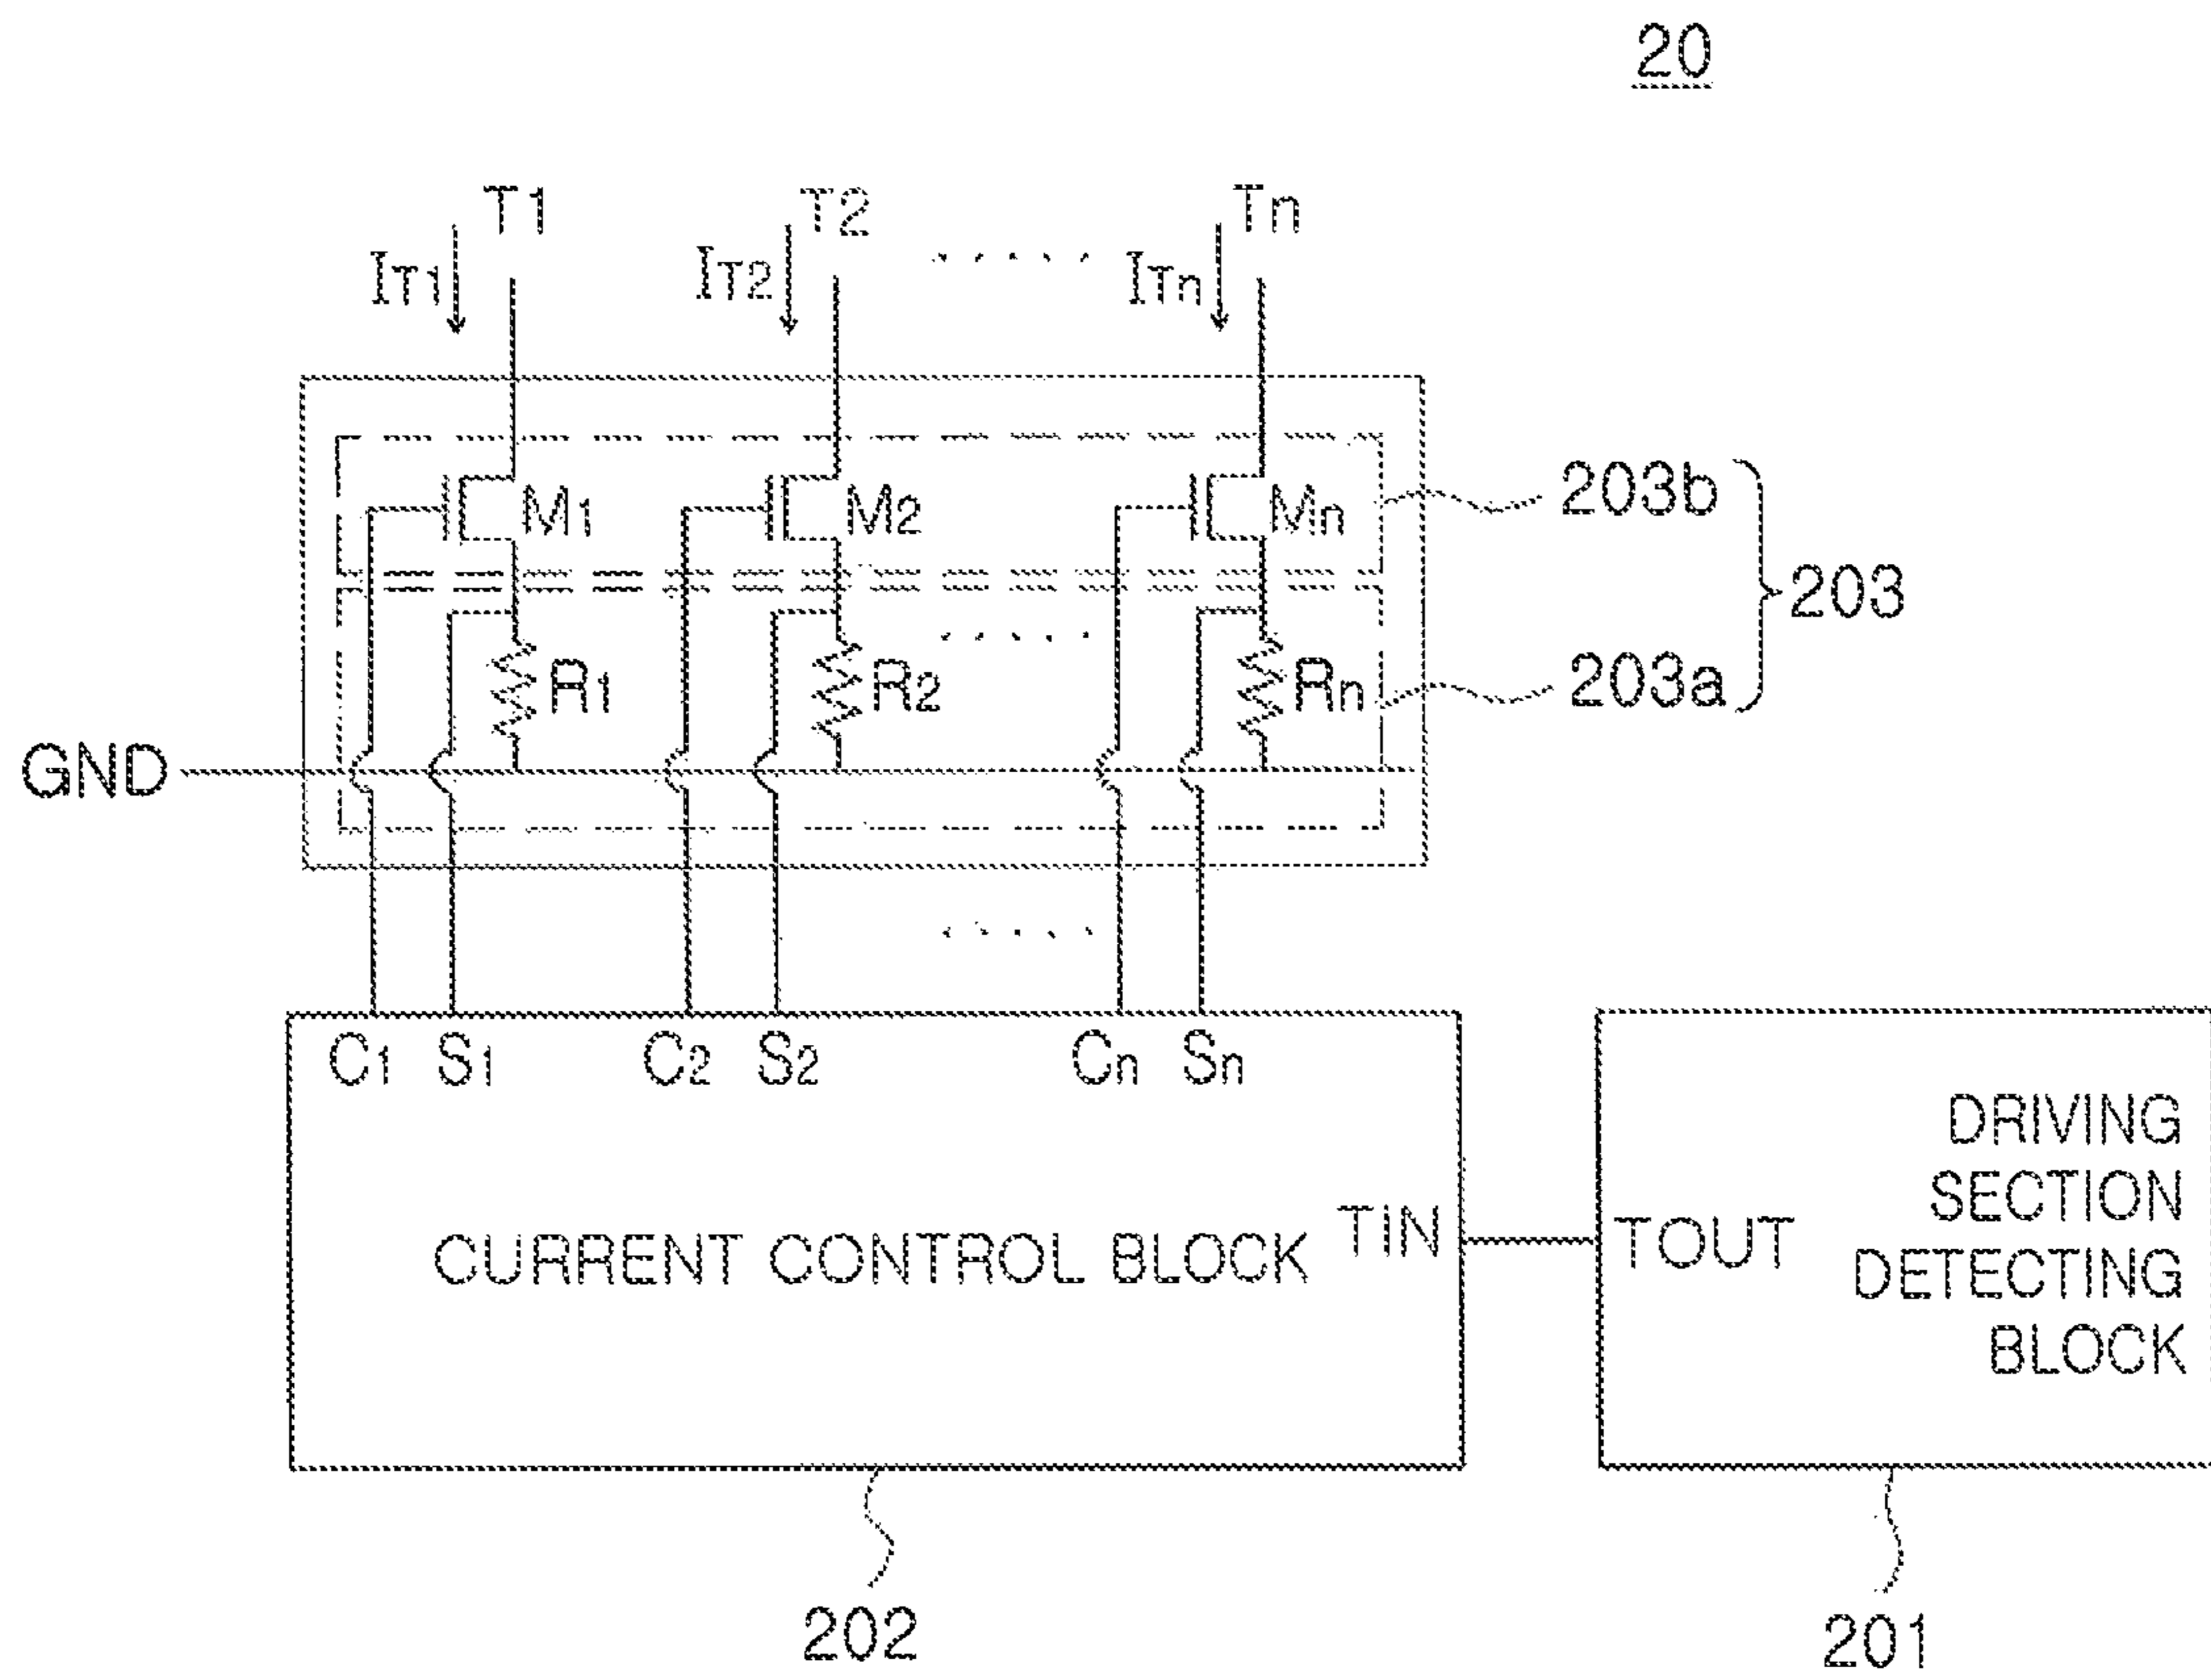 20
T1 T2 ..... Tn
IT1 IT2 ITn
M1 M2 Mn 203b
203
R1 R2 ..... Rn 203a
GND
.....
C1 S1 C2 S2 Cn Sn
CURRENT CONTROL BLOCK TIN
TOUT
DRIVING
SECTION
DETECTING
BLOCK
202
201